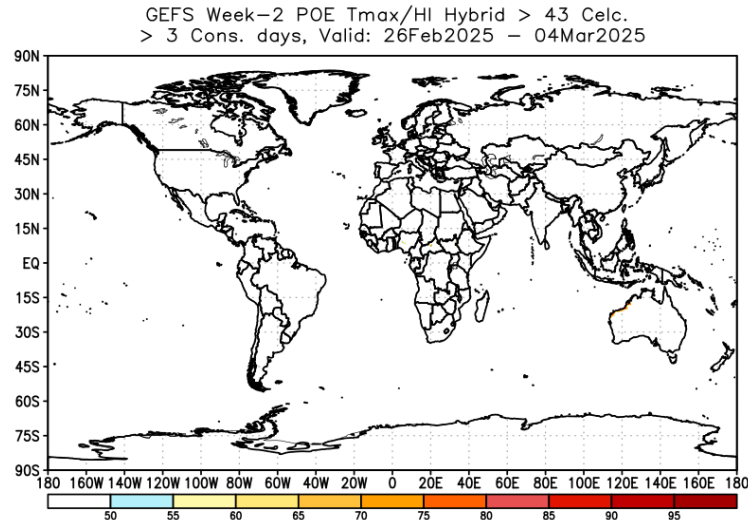 GEFS Week-2 POE Tmax/HI Hybrid > 43 Celc.
> 3 Cons. days, Valid: 26Feb2025 - 04Mar2025
90N
75N
60N
45N
30N
15N
EQ
15S
30S
45S
60S
75S
90S
180 160W 140W 120W 100W 80W 60W 40W 20W 0 20E 40E 60E 80E 100E 120E 140E 160E 180
50 55 60 65 70 75 80 85 90 95